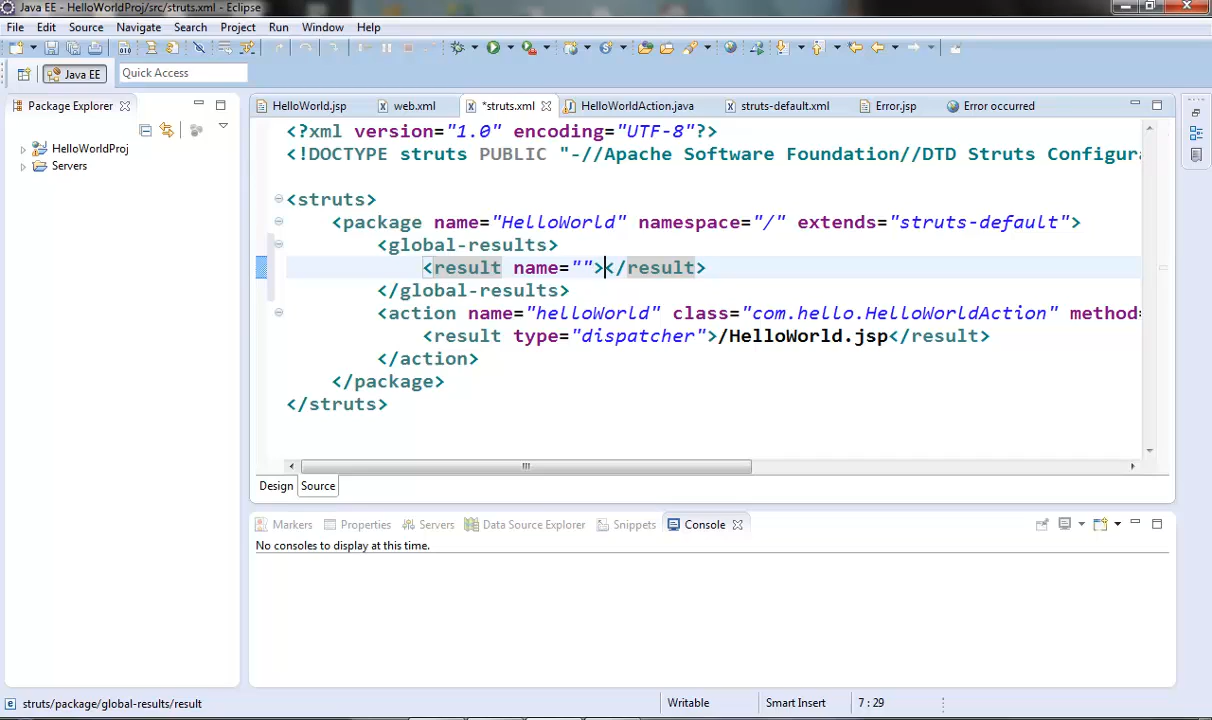 Java EE - HelloWorldProj/src/struts.xml - Eclipse
File Edit Source Navigate Search Project Run Window Help
Java EE Quick Access
Package Explorer
HelloWorldProj
Servers
HelloWorld.jsp web.xml *struts.xml HelloWorldAction.java struts-default.xml Error.jsp Error occurred
<?xml version="1.0" encoding="UTF-8"?>
<!DOCTYPE struts PUBLIC "-//Apache Software Foundation//DTD Struts Configur
<struts>
<package name="HelloWorld" namespace="/" extends="struts-default">
<global-results>
<result name=""></result>
</global-results>
<action name="helloWorld" class="com.hello.HelloWorldAction" method=
<result type="dispatcher">/HelloWorld.jsp</result>
</action>
</package>
</struts>
Design Source
Markers Properties Servers Data Source Explorer Snippets Console
No consoles to display at this time.
struts/package/global-results/result Writable Smart Insert 7 : 29